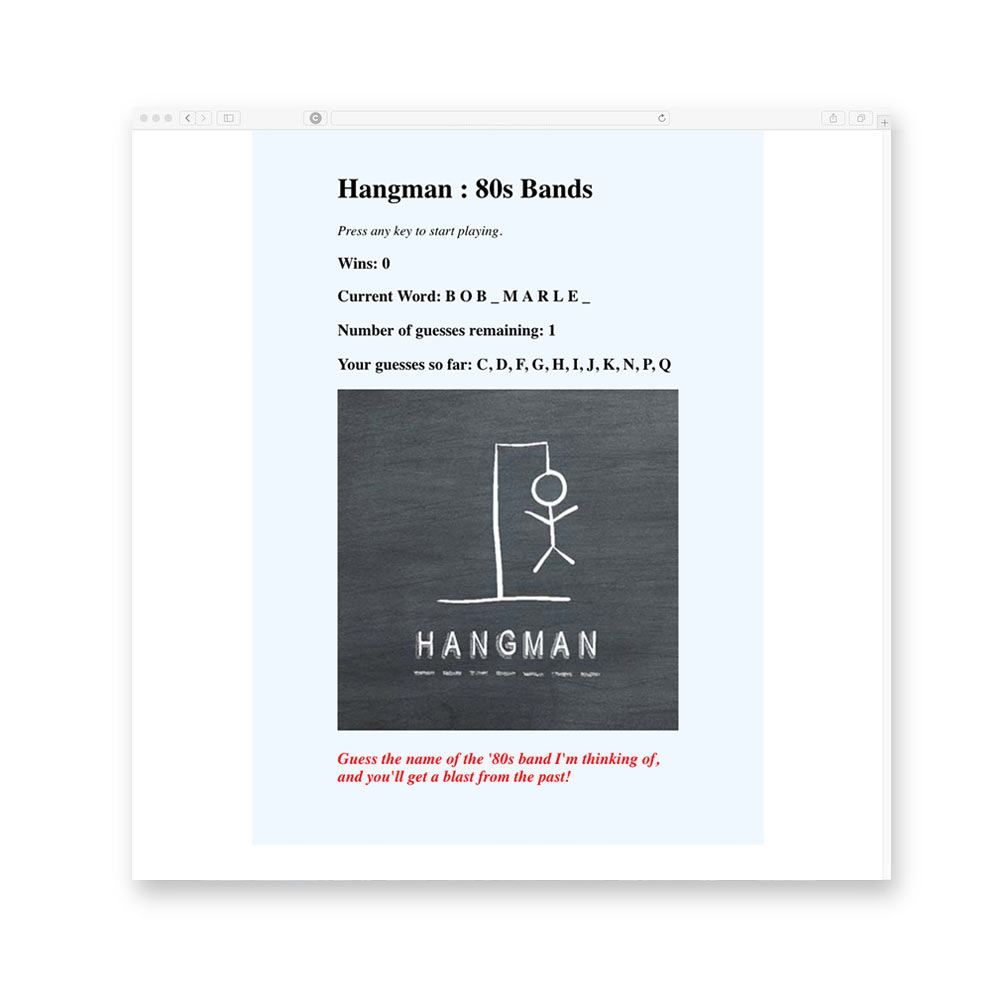 Hangman : 80s Bands
Press any key to start playing.
Wins: 0
Current Word: B O B _ M A R L E _
Number of guesses remaining: 1
Your guesses so far: C, D, F, G, H, I, J, K, N, P, Q
HANGMAN
Guess the name of the '80s band I'm thinking of,
and you'll get a blast from the past!